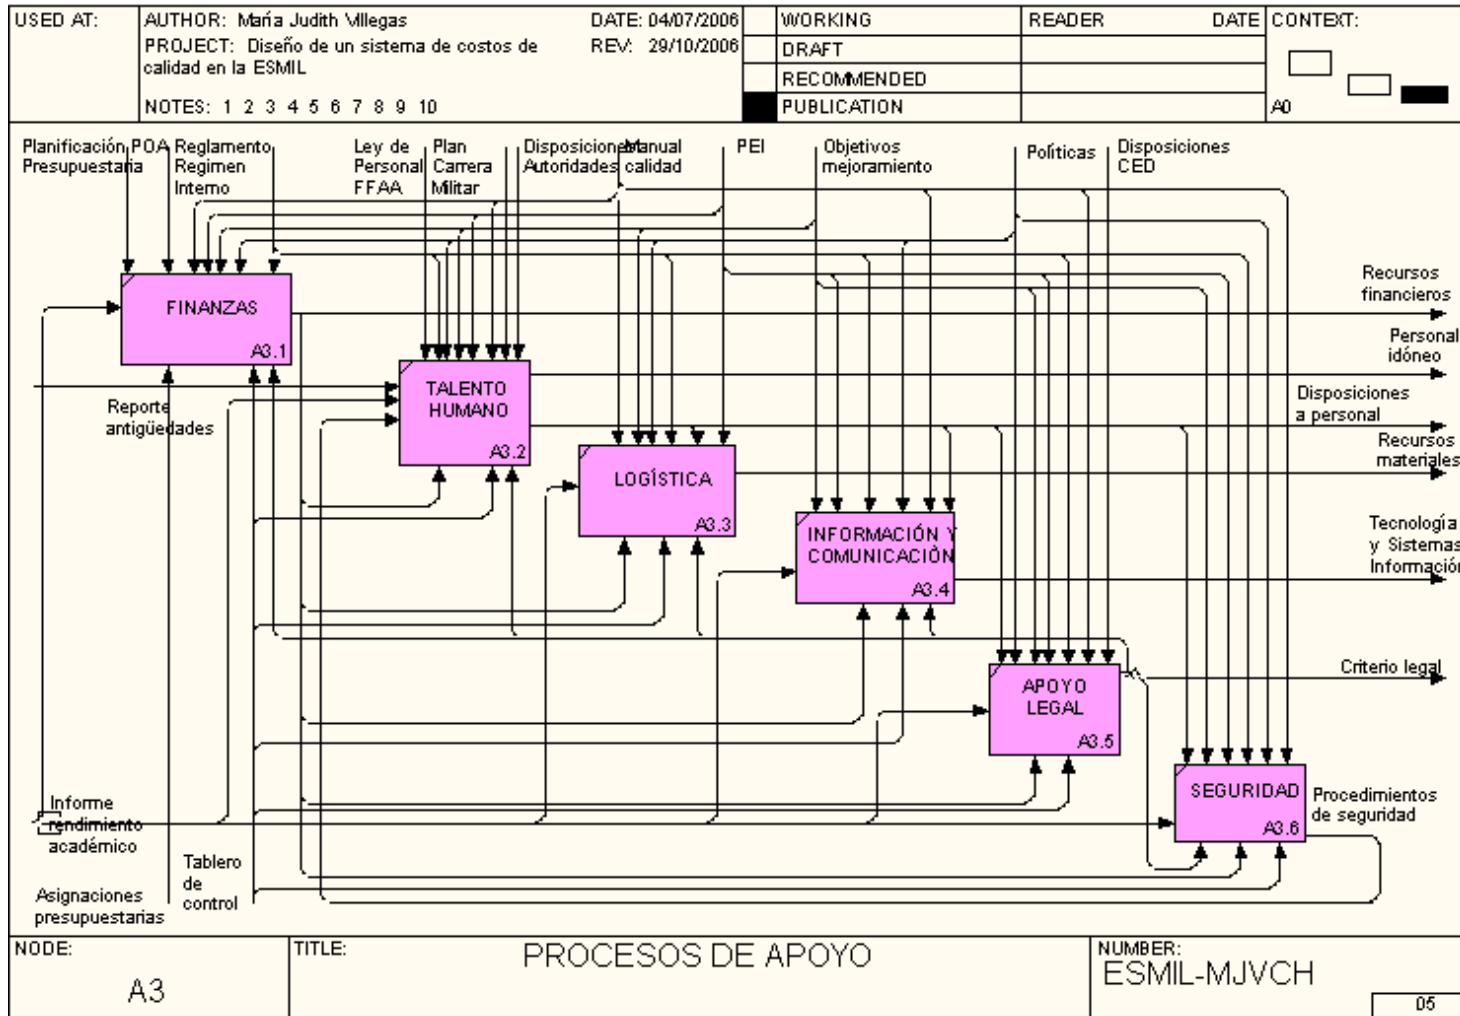 USED AT:
AUTHOR: María Judith Villegas
DATE: 04/07/2006
PROJECT: Diseño de un sistema de costos de
calidad en la ESMIL
REV: 29/10/2006
NOTES: 1 2 3 4 5 6 7 8 9 10
WORKING
DRAFT
RECOMMENDED
PUBLICATION
READER
DATE
CONTEXT:
A0
Planificación
Presupuestaria
POA
Reglamento
Regimen
Interno
Ley de
Personal
FFAA
Plan
Carrera
Militar
Disposiciones
Autoridades
Manual
calidad
PEI
Objetivos
mejoramiento
Políticas
Disposiciones
CED
FINANZAS
A3.1
Recursos
financieros
Personal
idóneo
TALENTO
HUMANO
A3.2
Reporte
antigüedades
Disposiciones
a personal
Recursos
materiales
LOGÍSTICA
A3.3
INFORMACIÓN Y
COMUNICACIÓN
A3.4
Tecnología
y Sistemas
Información
APOYO
LEGAL
A3.5
Criterio legal
SEGURIDAD
A3.6
Procedimientos
de seguridad
Informe
rendimiento
académico
Tablero
de
control
Asignaciones
presupuestarias
NODE:
A3
TITLE:
PROCESOS DE APOYO
NUMBER:
ESMIL-MJVCH
05